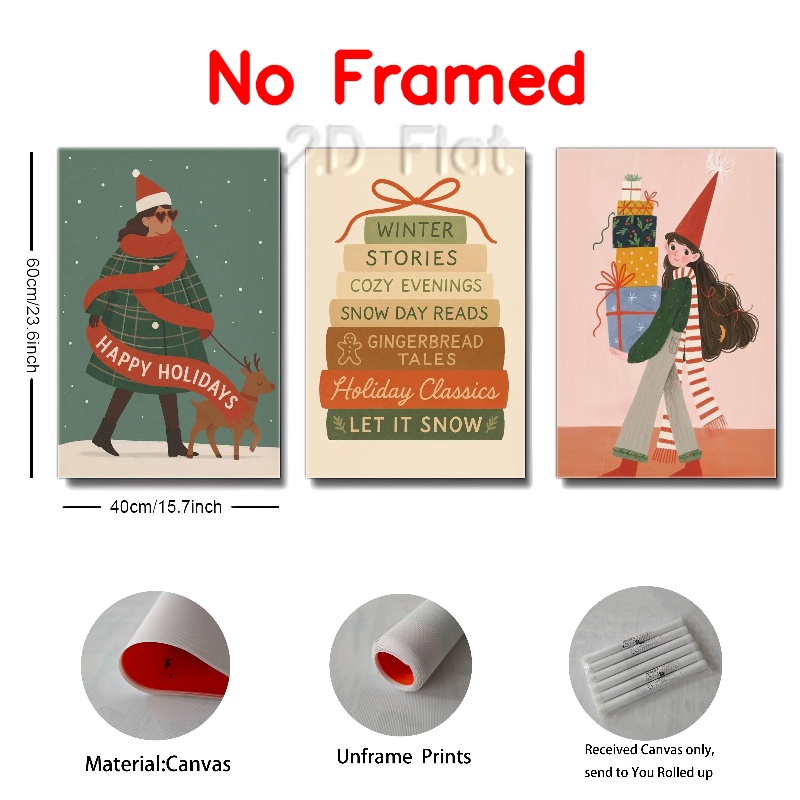 No Framed
2D Flat
60cm/23.6inch
HAPPY HOLIDAYS
WINTER
STORIES
COZY EVENINGS
SNOW DAY READS
GINGERBREAD
TALES
Holiday Classics
LET IT SNOW
40cm/15.7inch
Material:Canvas
Unframe Prints
Received Canvas only,
send to You Rolled up